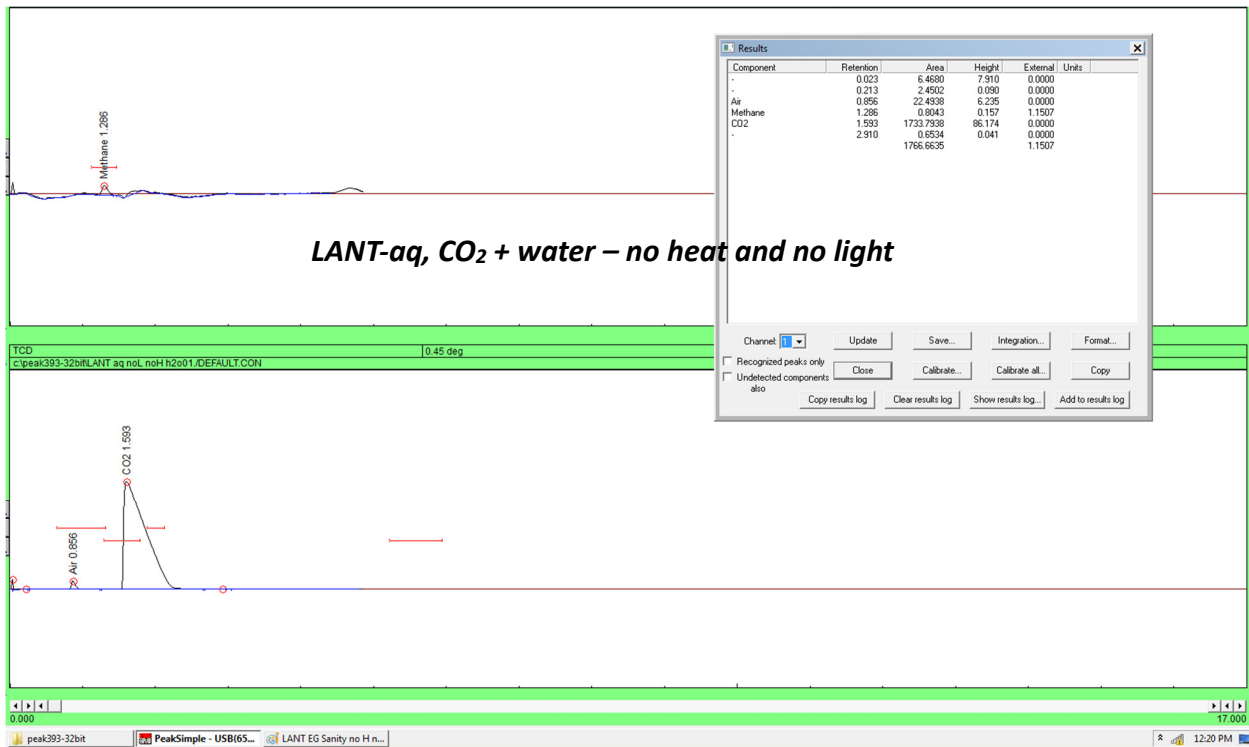 Methane 1.286
LANT-aq, CO2 + water – no heat and no light
Results
Component Retention Area Height External Units
- 0.023 6.4680 7.910 0.0000
- 0.213 2.4502 0.090 0.0000
Air 0.856 22.4938 6.235 0.0000
Methane 1.286 0.8043 0.157 1.1507
CO2 1.593 1733.7938 86.174 0.0000
- 2.910 0.6534 0.041 0.0000
1766.6635 1.1507
Channel: 1 Update Save... Integration... Format...
Recognized peaks only
Undetected components also
Close Calibrate... Calibrate all... Copy
Copy results log Clear results log Show results log... Add to results log
TCD 0.45 deg
c:\peak393-32bit\LANT aq noL noH h2o01./DEFAULT.CON
Air 0.856
CO2 1.593
0.000 17.000
peak393-32bit PeakSimple - USB(65... LANT EG Sanity no H n... 12:20 PM